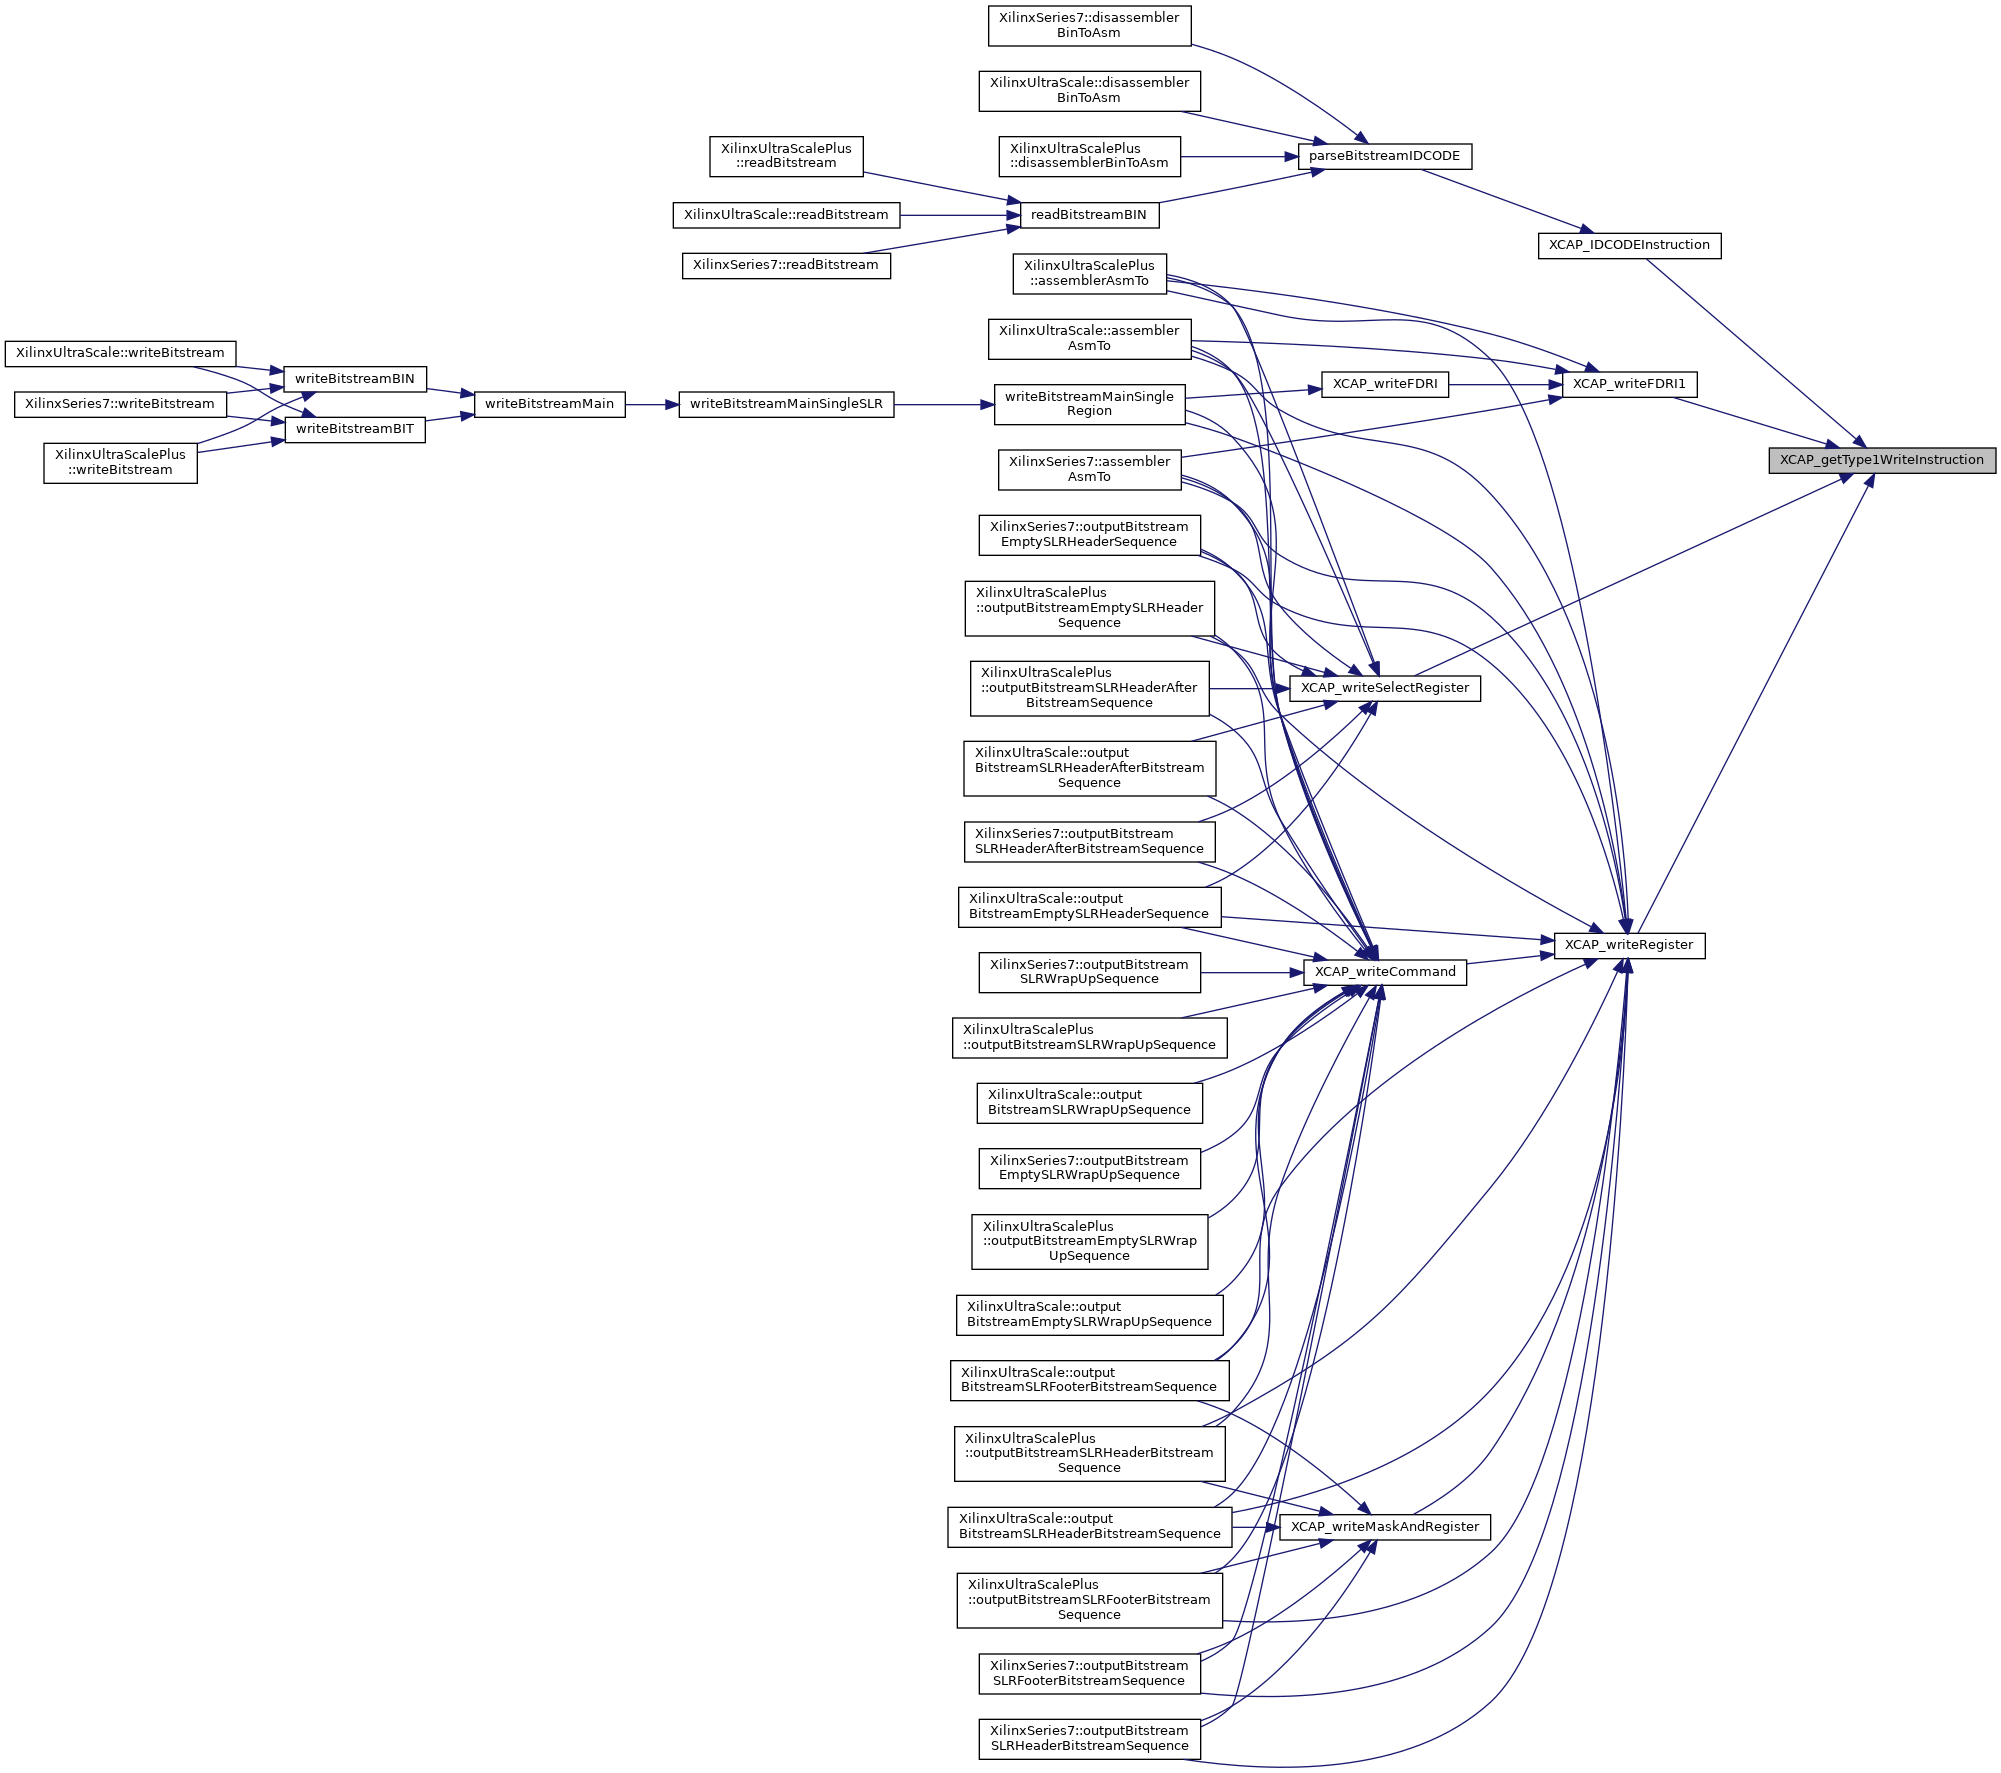 XilinxSeries7::disassembler
BinToAsm
XilinxUltraScale::disassembler
BinToAsm
XilinxUltraScalePlus
::readBitstream
XilinxUltraScalePlus
::disassemblerBinToAsm
parseBitstreamIDCODE
XilinxUltraScale::readBitstream
readBitstreamBIN
XCAP_IDCODEInstruction
XilinxSeries7::readBitstream
XilinxUltraScalePlus
::assemblerAsmTo
XilinxUltraScale::assembler
AsmTo
XilinxUltraScale::writeBitstream
writeBitstreamBIN
XCAP_writeFDRI
XCAP_writeFDRI1
XilinxSeries7::writeBitstream
writeBitstreamMain
writeBitstreamMainSingleSLR
writeBitstreamMainSingle
Region
writeBitstreamBIT
XilinxUltraScalePlus
::writeBitstream
XilinxSeries7::assembler
AsmTo
XCAP_getType1WriteInstruction
XilinxSeries7::outputBitstream
EmptySLRHeaderSequence
XilinxUltraScalePlus
::outputBitstreamEmptySLRHeader
Sequence
XilinxUltraScalePlus
::outputBitstreamSLRHeaderAfter
BitstreamSequence
XCAP_writeSelectRegister
XilinxUltraScale::output
BitstreamSLRHeaderAfterBitstream
Sequence
XilinxSeries7::outputBitstream
SLRHeaderAfterBitstreamSequence
XilinxUltraScale::output
BitstreamEmptySLRHeaderSequence
XCAP_writeRegister
XilinxSeries7::outputBitstream
SLRWrapUpSequence
XCAP_writeCommand
XilinxUltraScalePlus
::outputBitstreamSLRWrapUpSequence
XilinxUltraScale::output
BitstreamSLRWrapUpSequence
XilinxSeries7::outputBitstream
EmptySLRWrapUpSequence
XilinxUltraScalePlus
::outputBitstreamEmptySLRWrap
UpSequence
XilinxUltraScale::output
BitstreamEmptySLRWrapUpSequence
XilinxUltraScale::output
BitstreamSLRFooterBitstreamSequence
XilinxUltraScalePlus
::outputBitstreamSLRHeaderBitstream
Sequence
XilinxUltraScale::output
BitstreamSLRHeaderBitstreamSequence
XCAP_writeMaskAndRegister
XilinxUltraScalePlus
::outputBitstreamSLRFooterBitstream
Sequence
XilinxSeries7::outputBitstream
SLRFooterBitstreamSequence
XilinxSeries7::outputBitstream
SLRHeaderBitstreamSequence